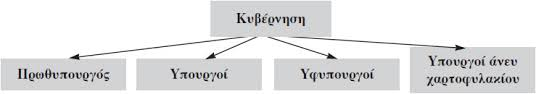 Κυβέρνηση
Πρωθυπουργός
Υπουργοί
Υφυπουργοί
Υπουργοί άνευ
χαρτοφυλακίου